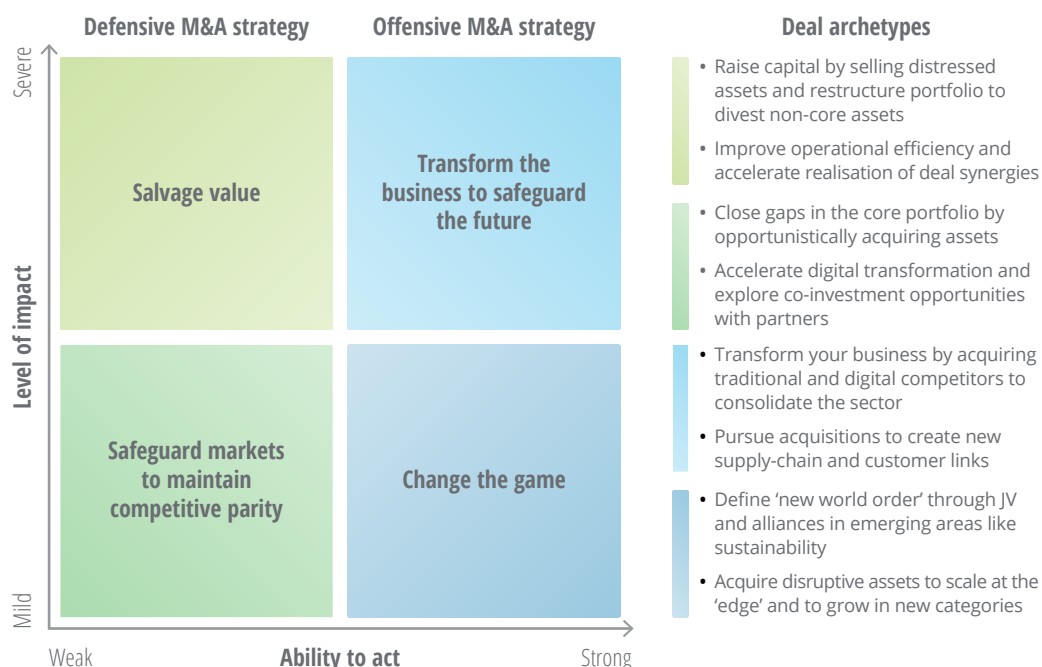 Defensive M&A strategy
Offensive M&A strategy
Deal archetypes
Severe
Level of impact
Mild
Salvage value
Transform the
business to safeguard
the future
Safeguard markets
to maintain
competitive parity
Change the game
Weak
Ability to act
Strong
• Raise capital by selling distressed
assets and restructure portfolio to
divest non-core assets
• Improve operational efficiency and
accelerate realisation of deal synergies
• Close gaps in the core portfolio by
opportunistically acquiring assets
• Accelerate digital transformation and
explore co-investment opportunities
with partners
• Transform your business by acquiring
traditional and digital competitors to
consolidate the sector
• Pursue acquisitions to create new
supply-chain and customer links
• Define ‘new world order’ through JV
and alliances in emerging areas like
sustainability
• Acquire disruptive assets to scale at the
‘edge’ and to grow in new categories